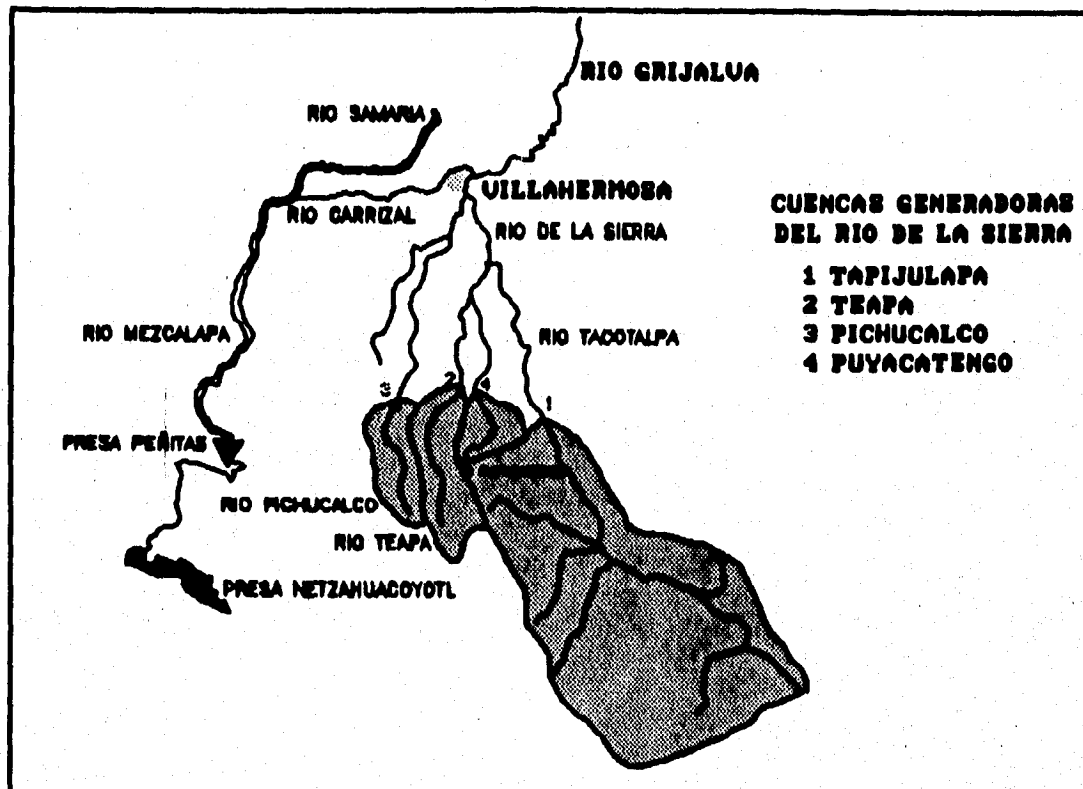 RIO GRIJALVA
RIO SAMARIA
VILLAHERMOSA
RIO CARRIZAL
RIO DE LA SIERRA
CUENCAS GENERADORAS
DEL RIO DE LA SIERRA
1 TAPIJULAPA
2 TEAPA
3 PICHUCALCO
4 PUYACATENGO
RIO MEZCALAPA
RIO TACOTALPA
3
2
4
1
PRESA PEÑITAS
RIO PICHUCALCO
RIO TEAPA
PRESA NETZAHUACOYOTL